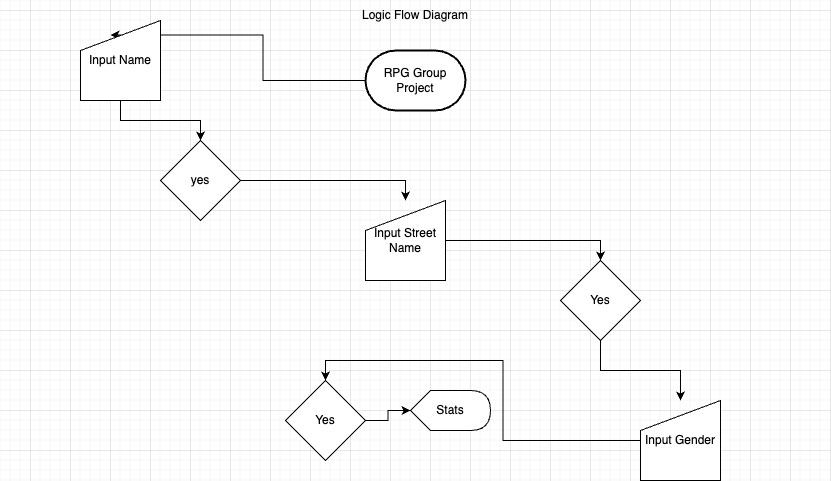 Logic Flow Diagram
RPG Group
Project
Input Name
yes
Input Street
Name
Yes
Input Gender
Yes
Stats